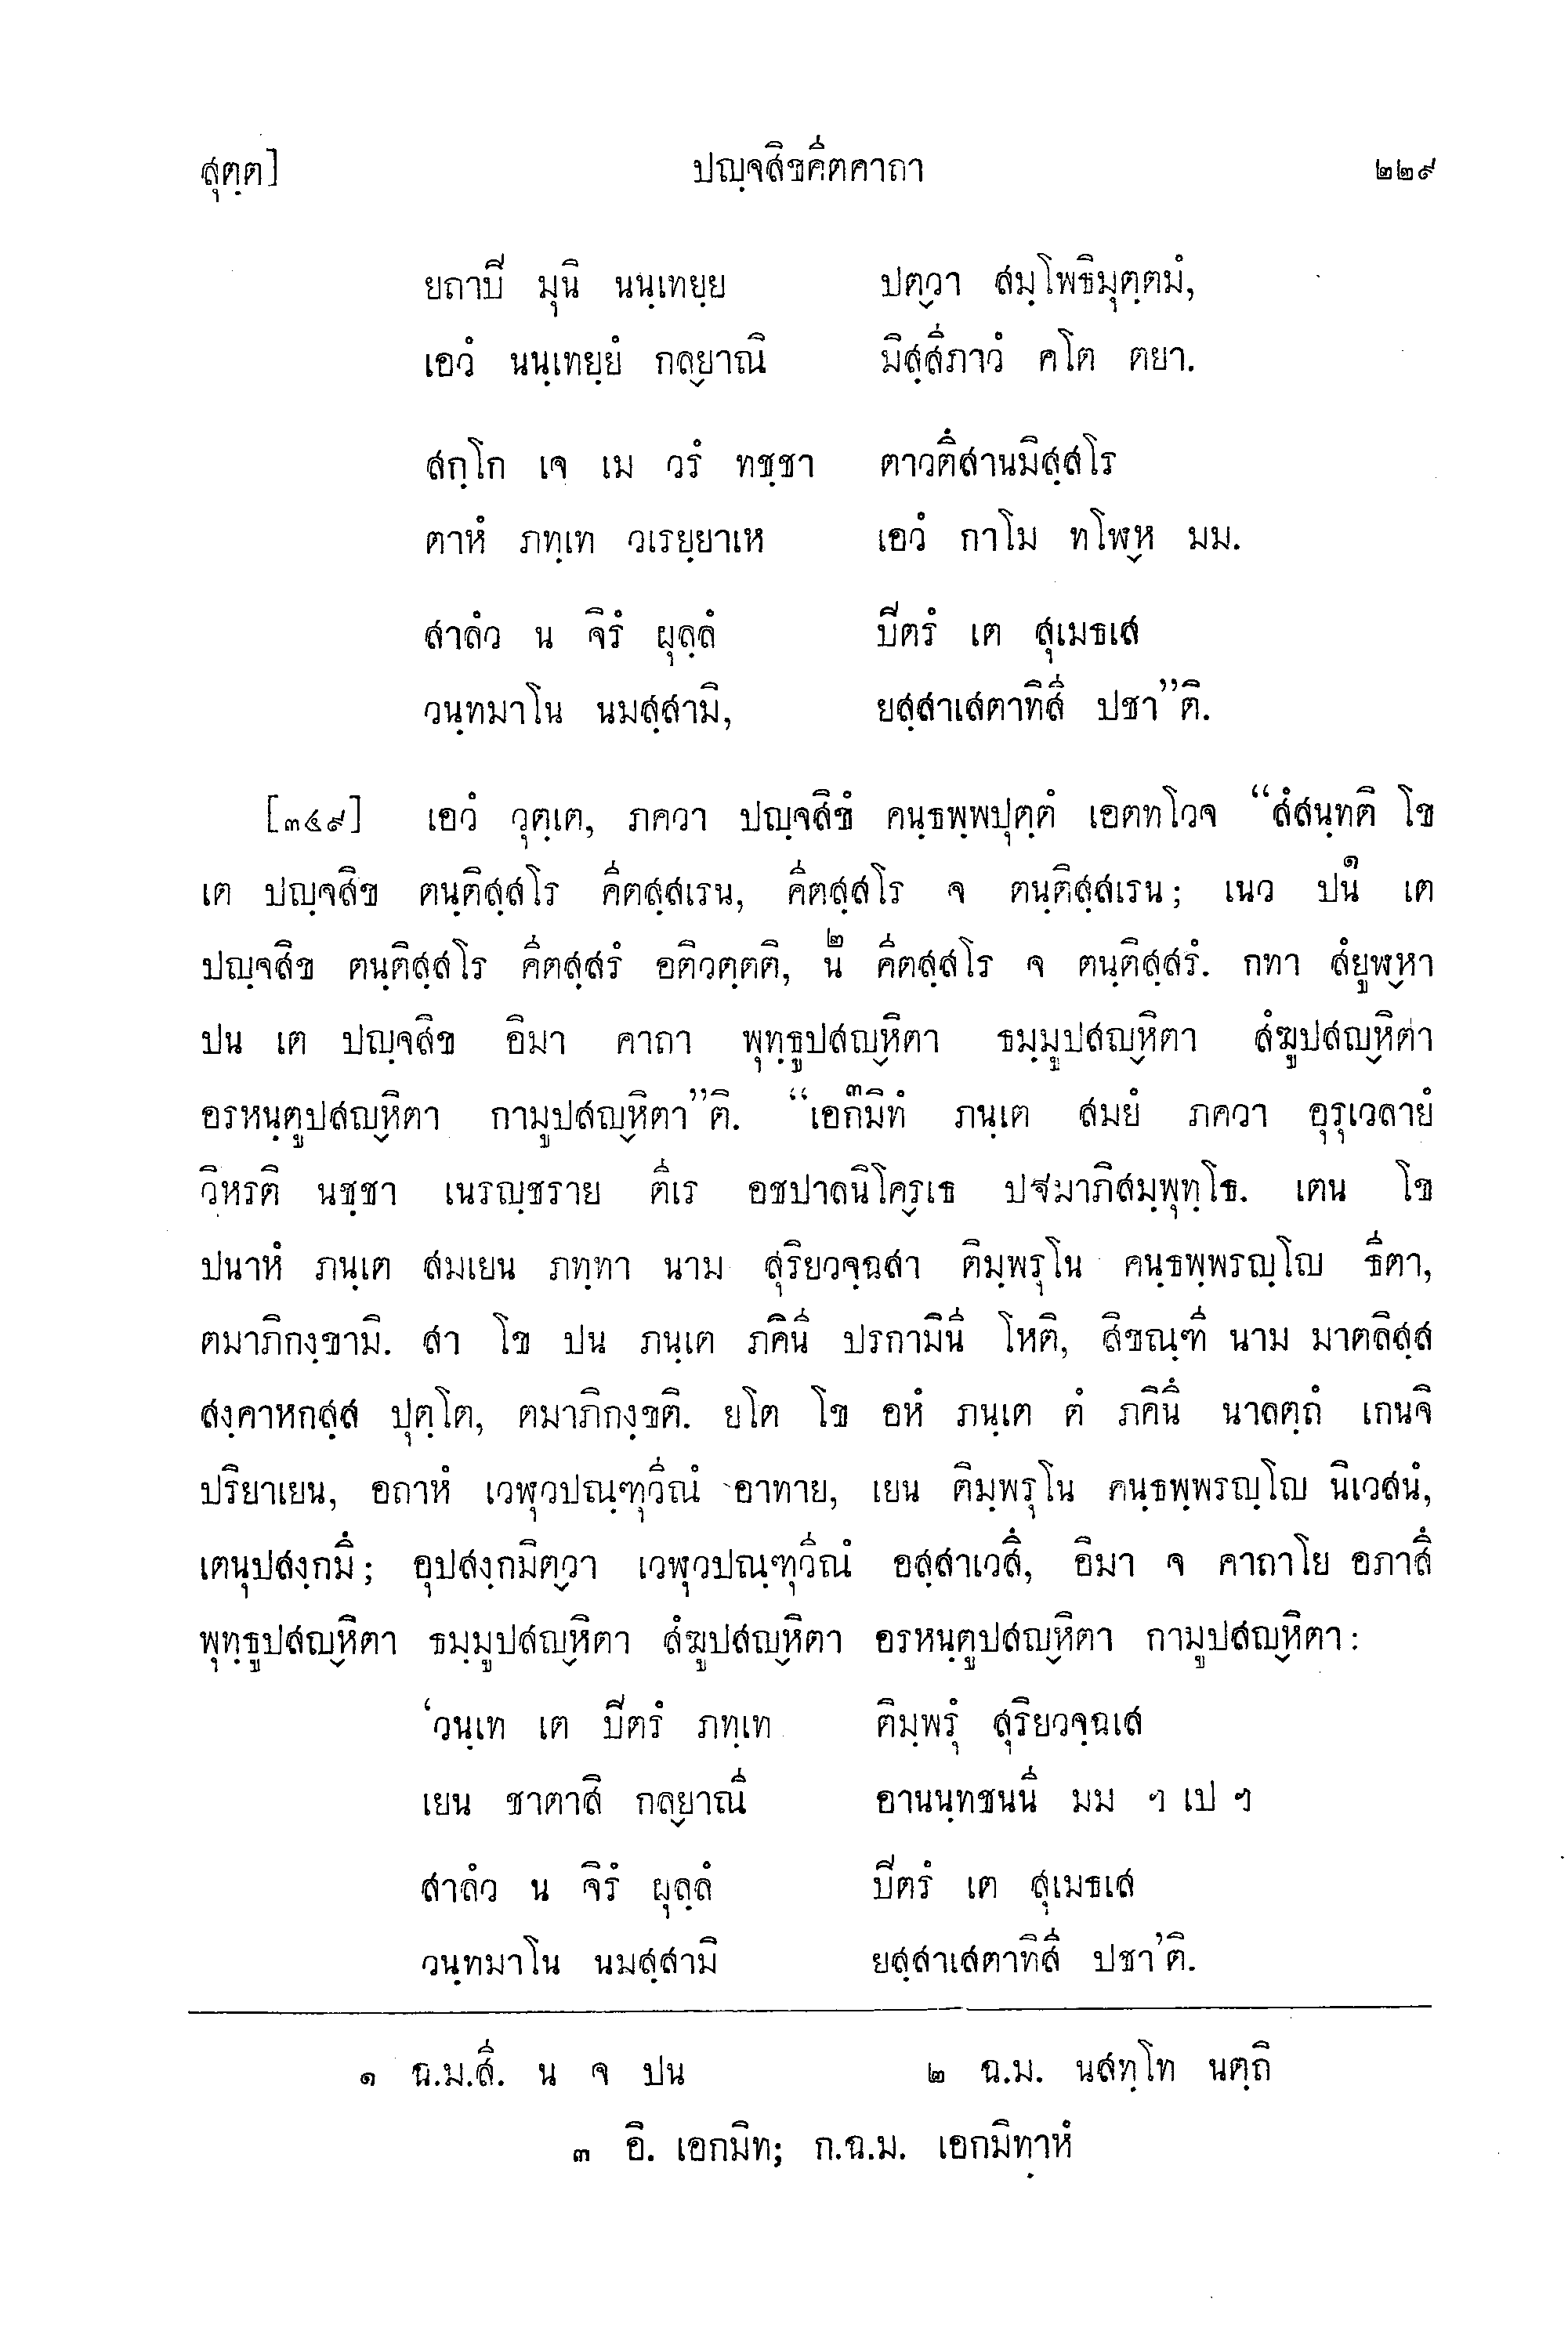 สุตฺต] ปญฺจสิขคีตคาถา ๒๒๙
ยถาปิ มุนิ นนฺเทยฺย ปตฺวา สมฺโพธิมุตฺตมํ,
เอวํ นนฺเทยฺยํ กลฺยาณิ มิสฺสีภาวํ คโต ตยา.
สกฺโก เจ เม วรํ ทชฺชา ตาวตึสานมิสฺสโร
ตาหํ ภทฺเท วเรยฺยาเห เอวํ กาโม ทโฬฺห มม.
สาลํว น จิรํ ผุลฺลํ ปิตรํ เต สุเมธเส
วนฺทมาโน นมสฺสามิ, ยสฺสาเสตาทิสี ปชา”ติ.
[๓๔๙] เอวํ วุตฺเต, ภควา ปญฺจสิขํ คนฺธพฺพปุตฺตํ เอตทโวจ “สํสนฺทติ โข
เต ปญฺจสิข ตนฺติสฺสโร คีตสฺสเรน, คีตสฺสโร จ ตนฺติสฺสเรน; เนว ปน๑ เต
ปญฺจสิข ตนฺติสฺสโร คีตสฺสรํ อติวตฺตติ, น๒ คีตสฺสโร จ ตนฺติสฺสรํ. กทา สํยูฬฺหา
ปน เต ปญฺจสิข อิมา คาถา พุทฺธูปสญฺหิตา ธมฺมูปสญฺหิตา สํฆูปสญฺหิตา
อรหนฺตูปสญฺหิตา กามูปสญฺหิตา”ติ. “เอก๓มิทํ ภนฺเต สมยํ ภควา อุรุเวลายํ
วิหรติ นชฺชา เนรญฺชราย ตีเร อชปาลนิโคฺรเธ ปฐมาภิสมฺพุทฺโธ. เตน โข
ปนาหํ ภนฺเต สมเยน ภทฺทา นาม สุริยวจฺฉสา ติมฺพรุโน คนฺธพฺพรญฺโญ ธีตา,
ตมาภิกงฺขามิ. สา โข ปน ภนฺเต ภคินี ปรกามินี โหติ, สิขณฺฑี นาม มาตลิสฺส
สงฺคาหกสฺส ปุตฺโต, ตมาภิกงฺขติ. ยโต โข อหํ ภนฺเต ตํ ภคินึ นาลตฺถํ เกนจิ
ปริยาเยน, อถาหํ เวฬุวปณฺฑุวีณํ อาทาย, เยน ติมฺพรุโน คนฺธพฺพรญฺโญ นิเวสนํ,
เตนุปสงฺกมึ; อุปสงฺกมิตฺวา เวฬุวปณฺฑุวีณํ อสฺสาเวสึ, อิมา จ คาถาโย อภาสึ
พุทฺธูปสญฺหิตา ธมฺมูปสญฺหิตา สํฆูปสญฺหิตา อรหนฺตูปสญฺหิตา กามูปสญฺหิตา:
‘วนฺเท เต ปิตรํ ภทฺเท ติมฺพรุํ สุริยวจฺฉเส
เยน ชาตาสิ กลฺยาณี อานนฺทชนนี มม ฯ เป ฯ
สาลํว น จิรํ ผุลฺลํ ปิตรํ เต สุเมธเส
วนฺทมาโน นมสฺสามิ ยสฺสาเสตาทิสี ปชา’ติ.
๑ ฉ.ม.สี. น จ ปน ๒ ฉ.ม. นสทฺโท นตฺถิ
๓ อิ. เอกมิท; ก.ฉ.ม. เอกมิทาหํ